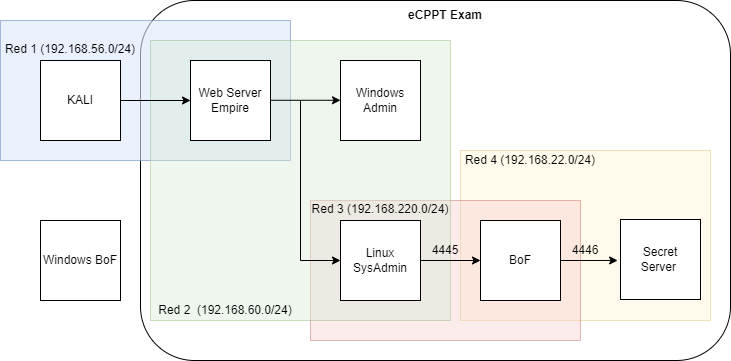 eCPPT Exam
Red 1 (192.168.56.0/24)
KALI
Web Server
Empire
Windows
Admin
Red 4 (192.168.22.0/24)
Red 3 (192.168.220.0/24)
Windows BoF
Linux
SysAdmin
4445
BoF
4446
Secret
Server
Red 2 (192.168.60.0/24)